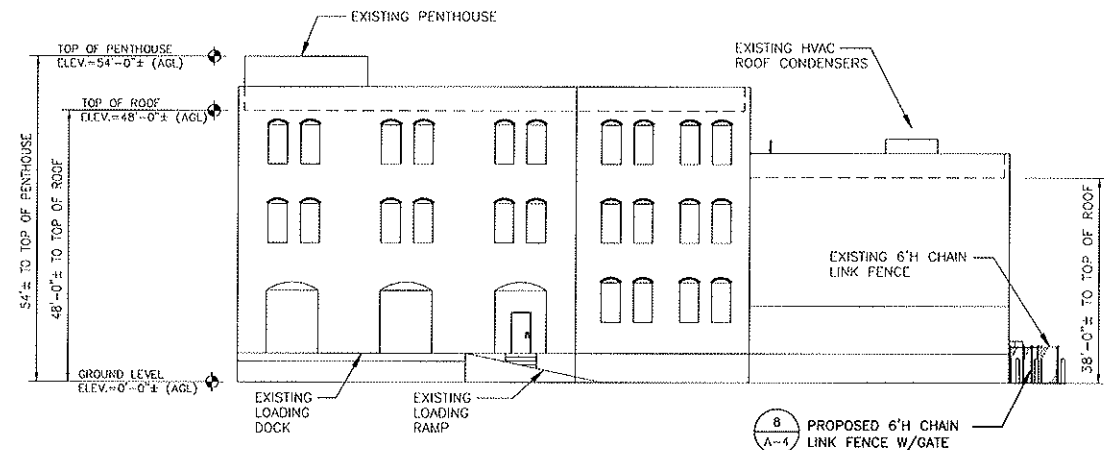 EXISTING PENTHOUSE
TOP OF PENTHOUSE
ELEV.=54'-0"± (AGL)
EXISTING HVAC
ROOF CONDENSERS
TOP OF ROOF
ELEV.=48'-0"± (AGL)
54'± TO TOP OF PENTHOUSE
48'-0"± TO TOP OF ROOF
38'-0"± TO TOP OF ROOF
EXISTING 6'H CHAIN
LINK FENCE
GROUND LEVEL
ELEV.=0'-0"± (AGL)
EXISTING
LOADING
DOCK
EXISTING
LOADING
RAMP
8
A-4
PROPOSED 6'H CHAIN
LINK FENCE W/GATE